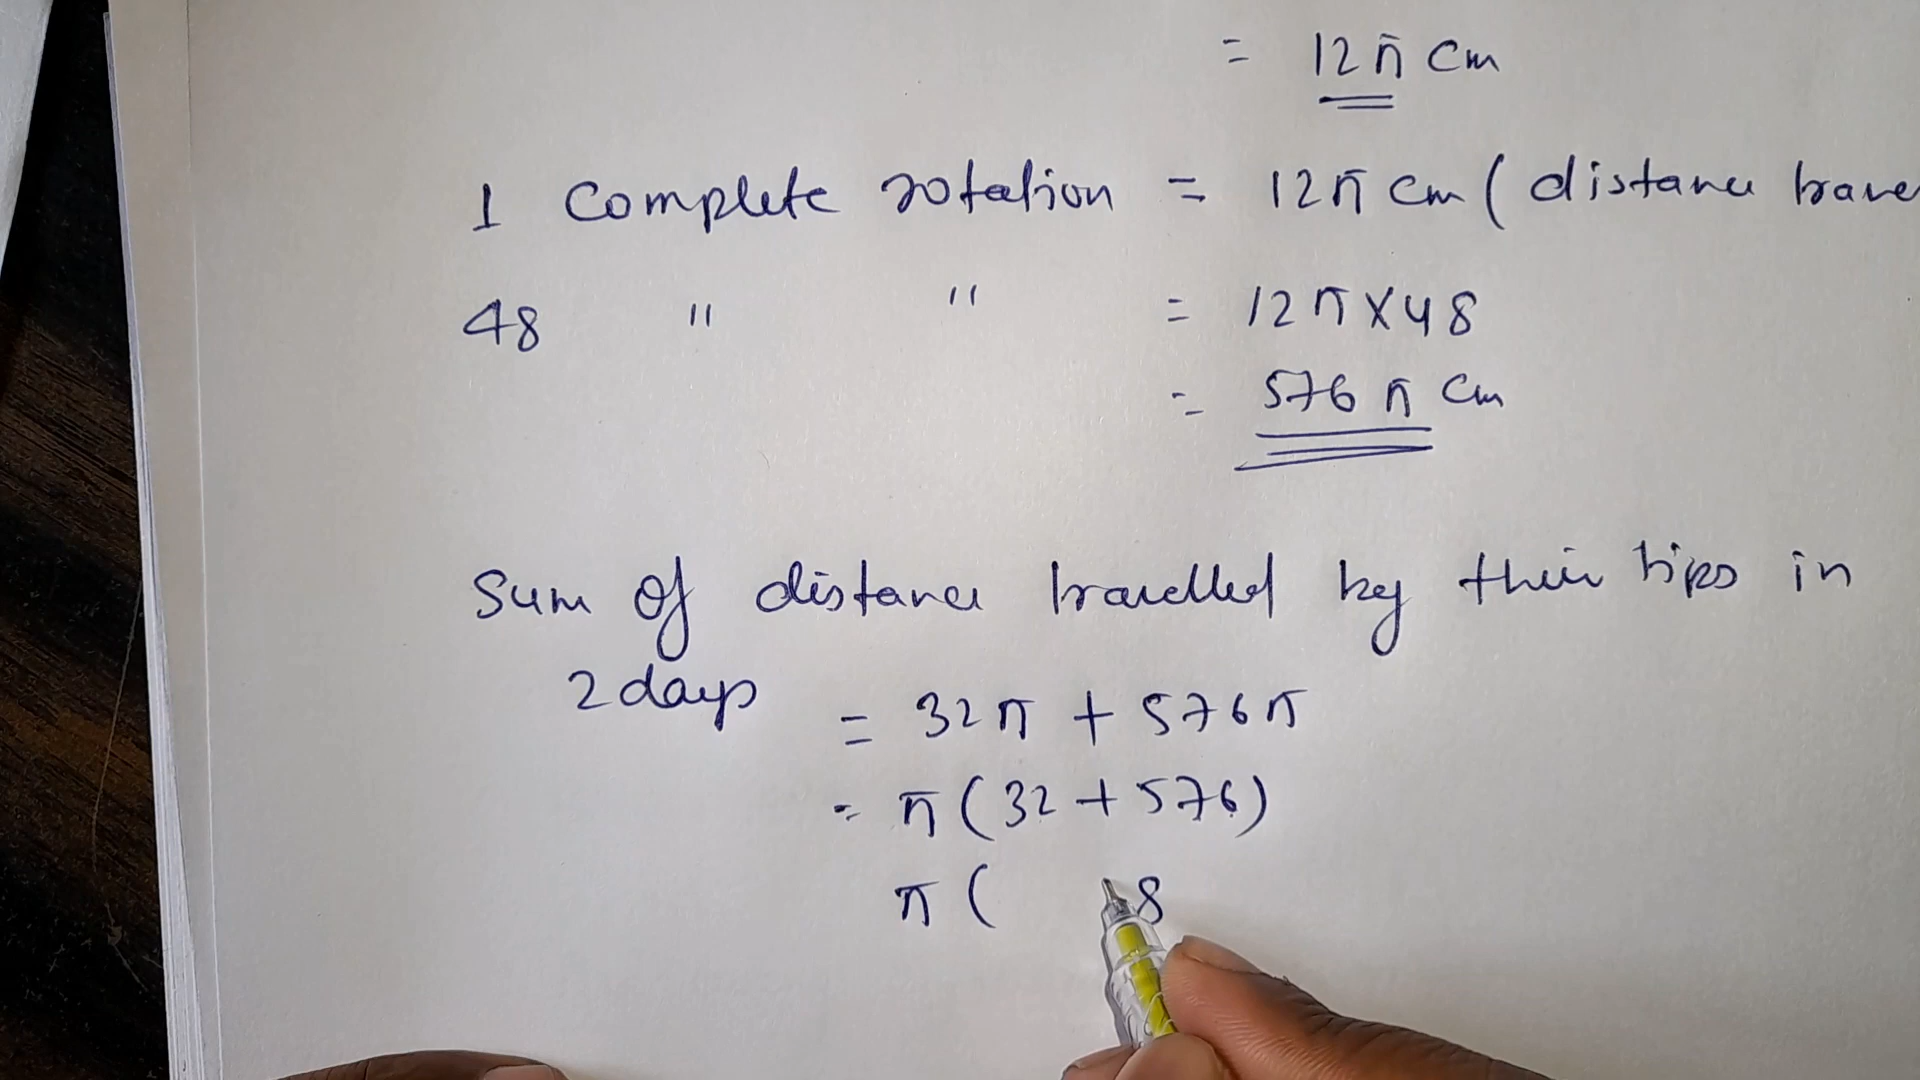 = 12π cm
1 complete rotation = 12π cm ( distance
48 " " = 12π × 48
= 576 π cm
Sum of distance travelled by their tips in
2 days = 32π + 576π
= π ( 32 + 576 )
π ( 8